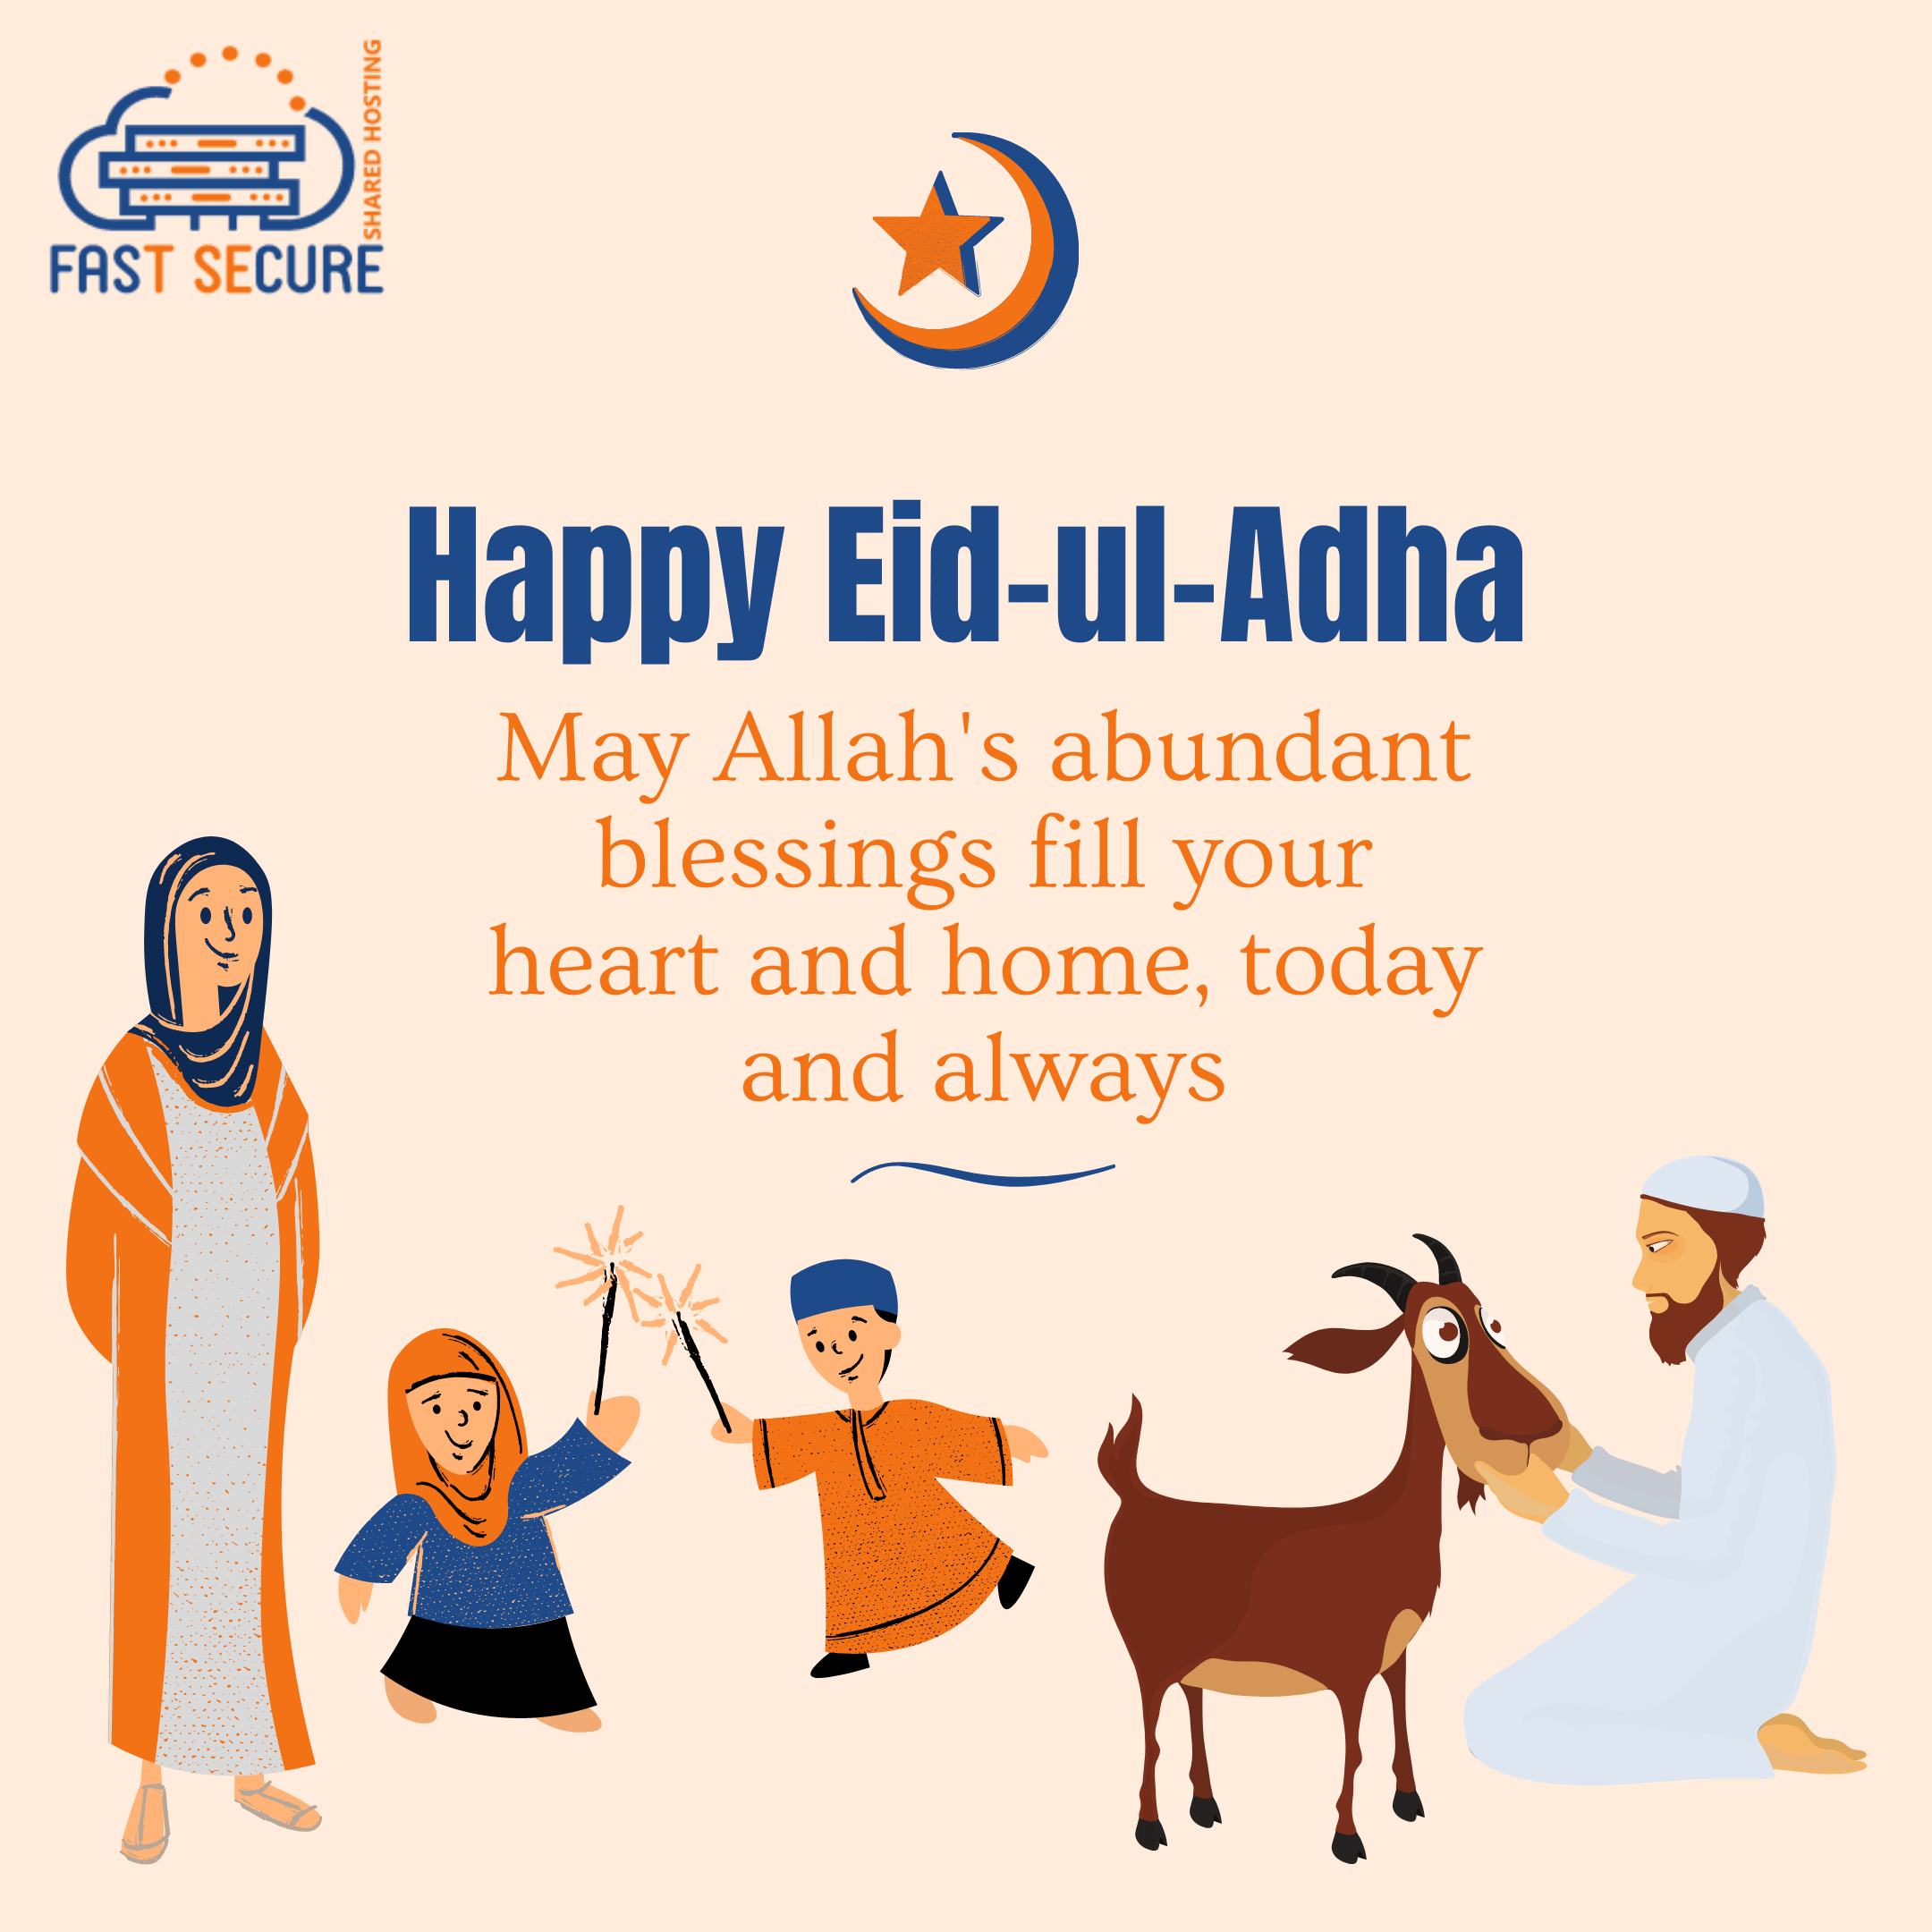 SHARED HOSTING
FAST SECURE
Happy Eid-ul-Adha
May Allah's abundant
blessings fill your
heart and home, today
and always